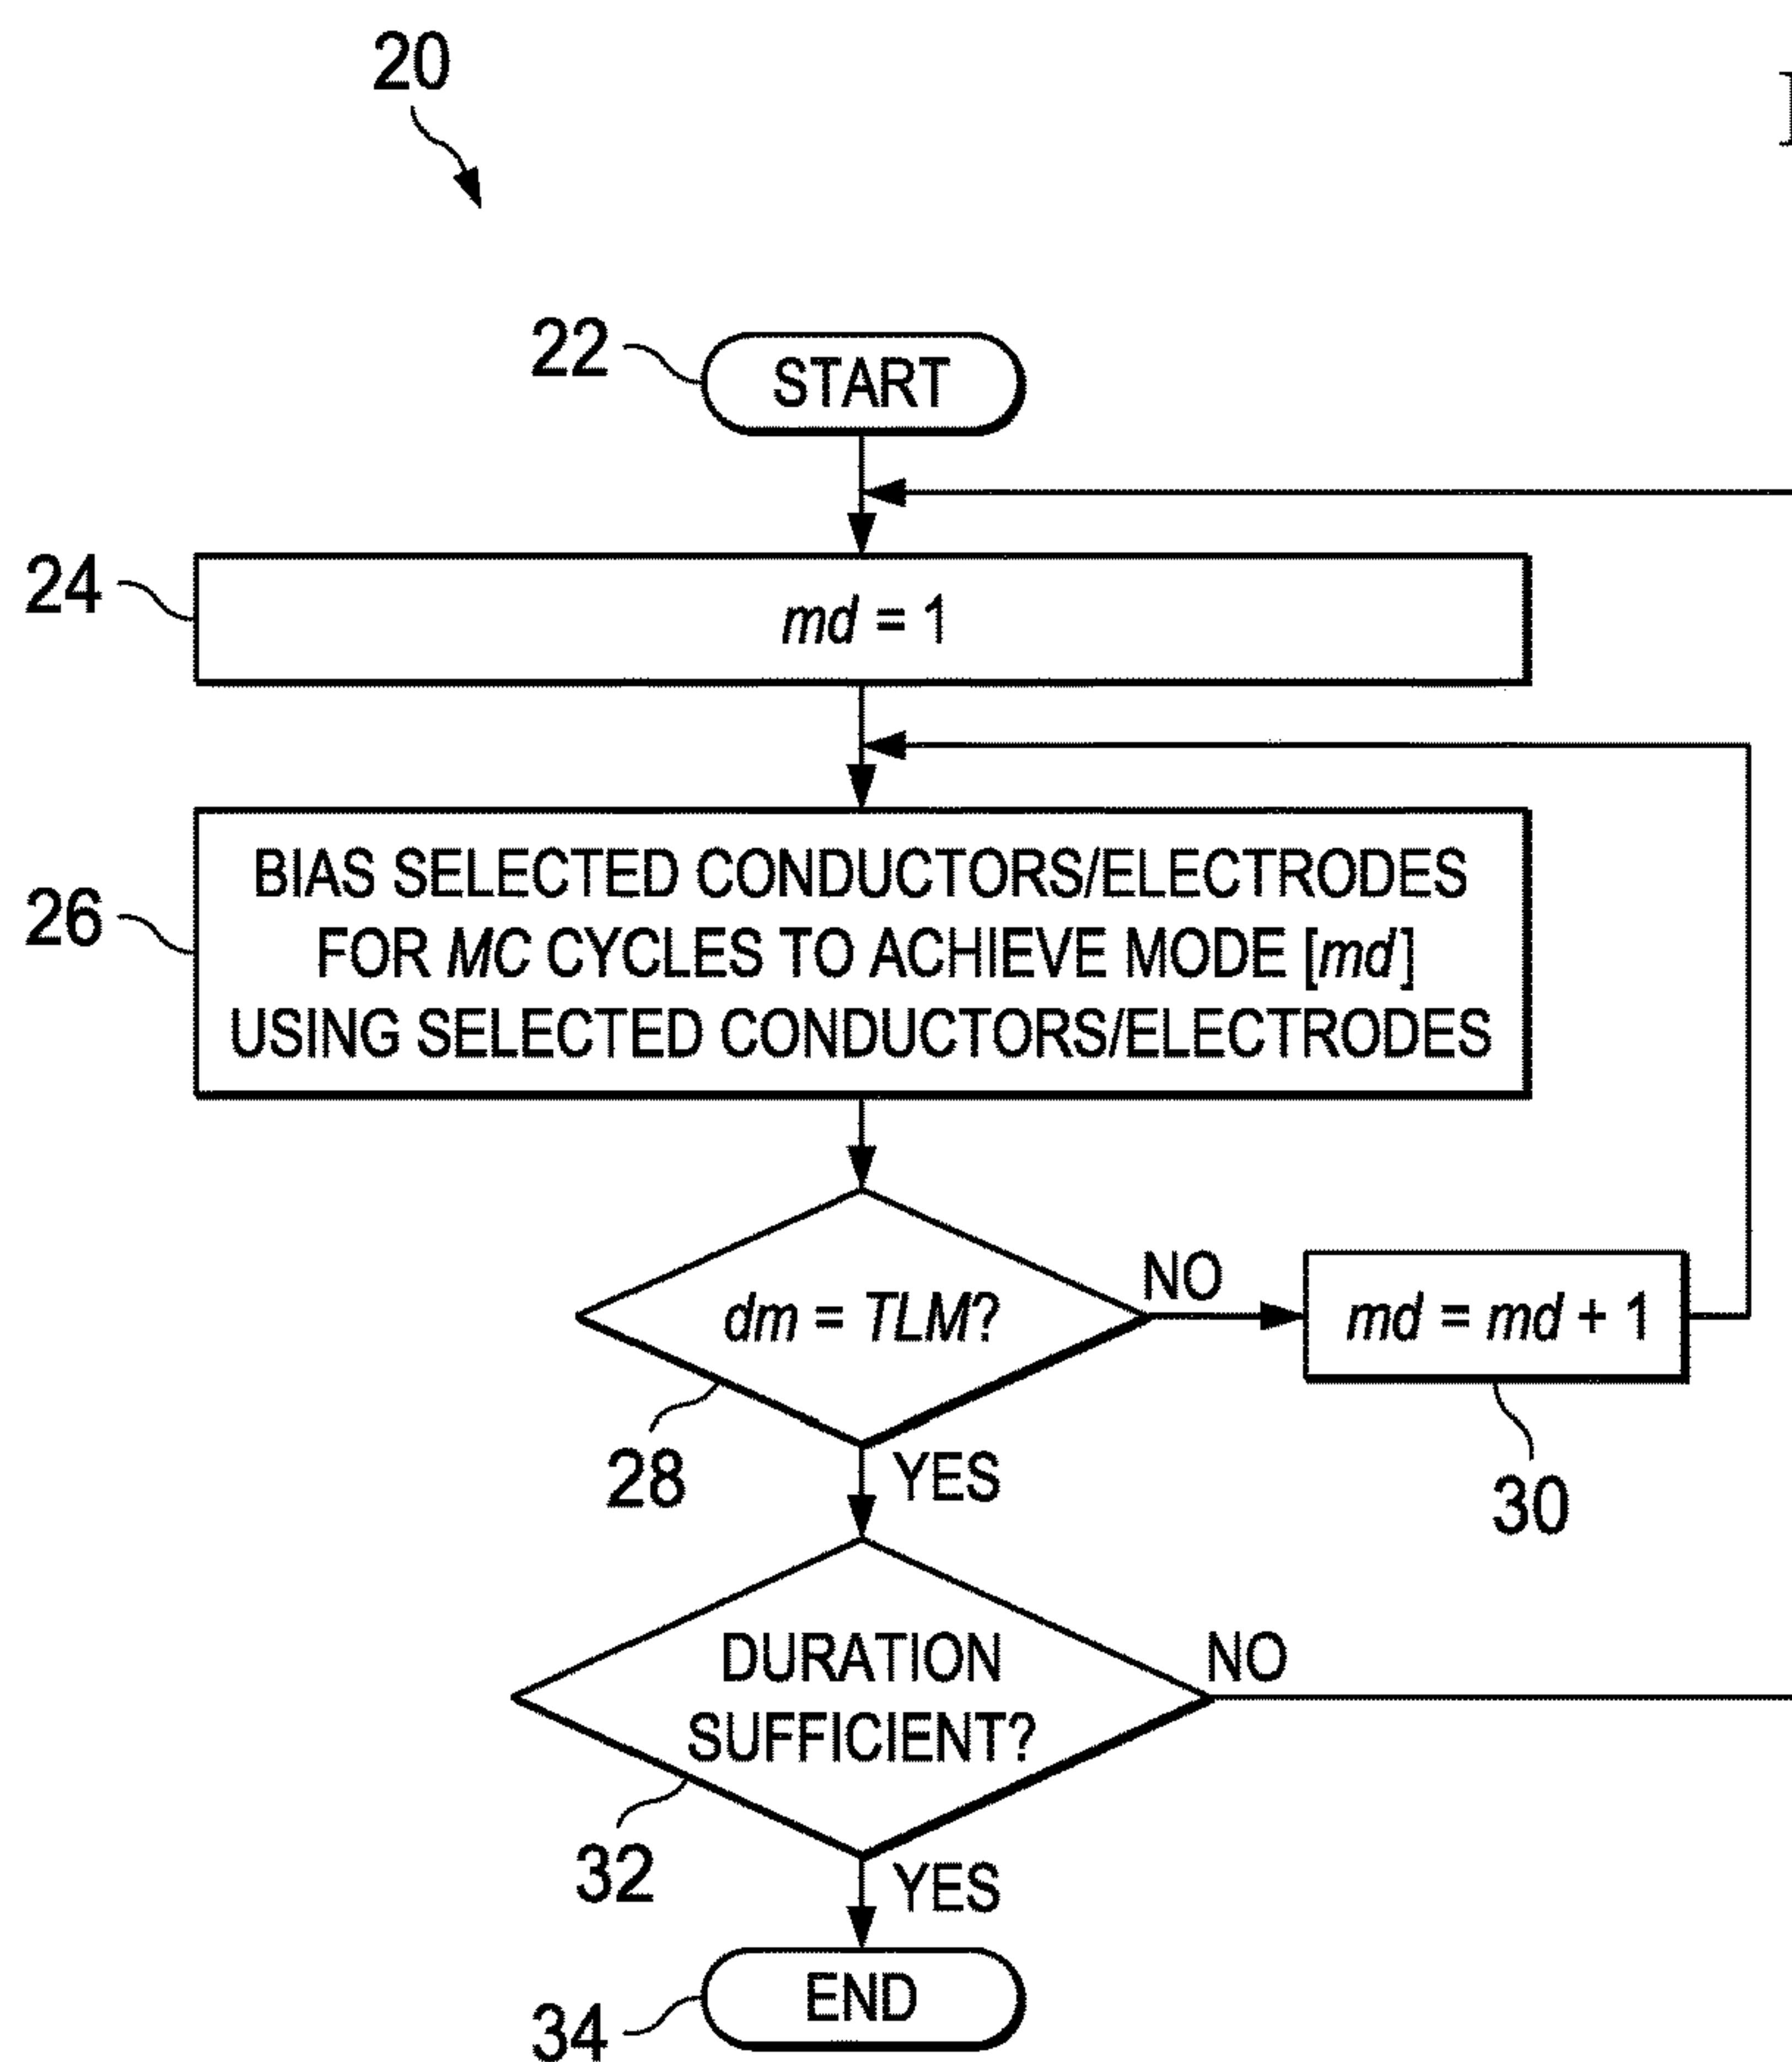 20
22
START
24
md = 1
26
BIAS SELECTED CONDUCTORS/ELECTRODES
FOR MC CYCLES TO ACHIEVE MODE [md]
USING SELECTED CONDUCTORS/ELECTRODES
dm = TLM?
NO
md = md + 1
28
YES
30
DURATION
SUFFICIENT?
NO
32
YES
END
34